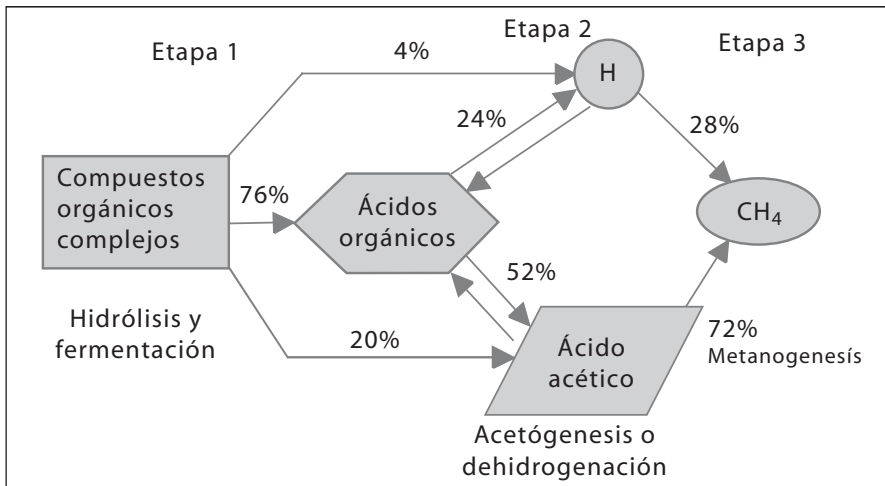 Etapa 1
Etapa 2
Etapa 3
4%
H
24%
28%
Compuestos
orgánicos
complejos
76%
Ácidos
orgánicos
CH₄
52%
Hidrólisis y
fermentación
20%
Ácido
acético
72%
Metanogenesís
Acetógenesis o
dehidrogenación